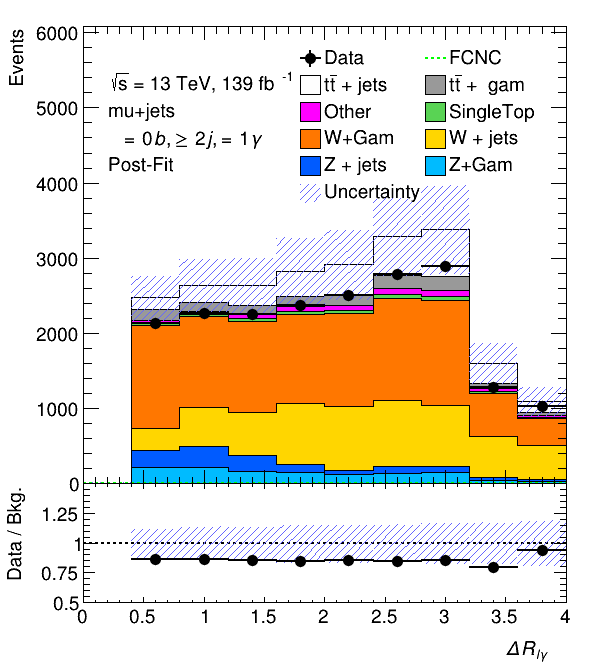 Events
6000
5000
4000
3000
2000
1000
0
√s = 13 TeV, 139 fb⁻¹
mu+jets
= 0b, ≥ 2j, = 1γ
Post-Fit
Data
FCNC
tt̄ + jets
tt̄ + gam
Other
SingleTop
W+Gam
W + jets
Z + jets
Z+Gam
Uncertainty
Data / Bkg.
1.25
1
0.75
0.5
0 0.5 1 1.5 2 2.5 3 3.5 4
ΔR_lγ